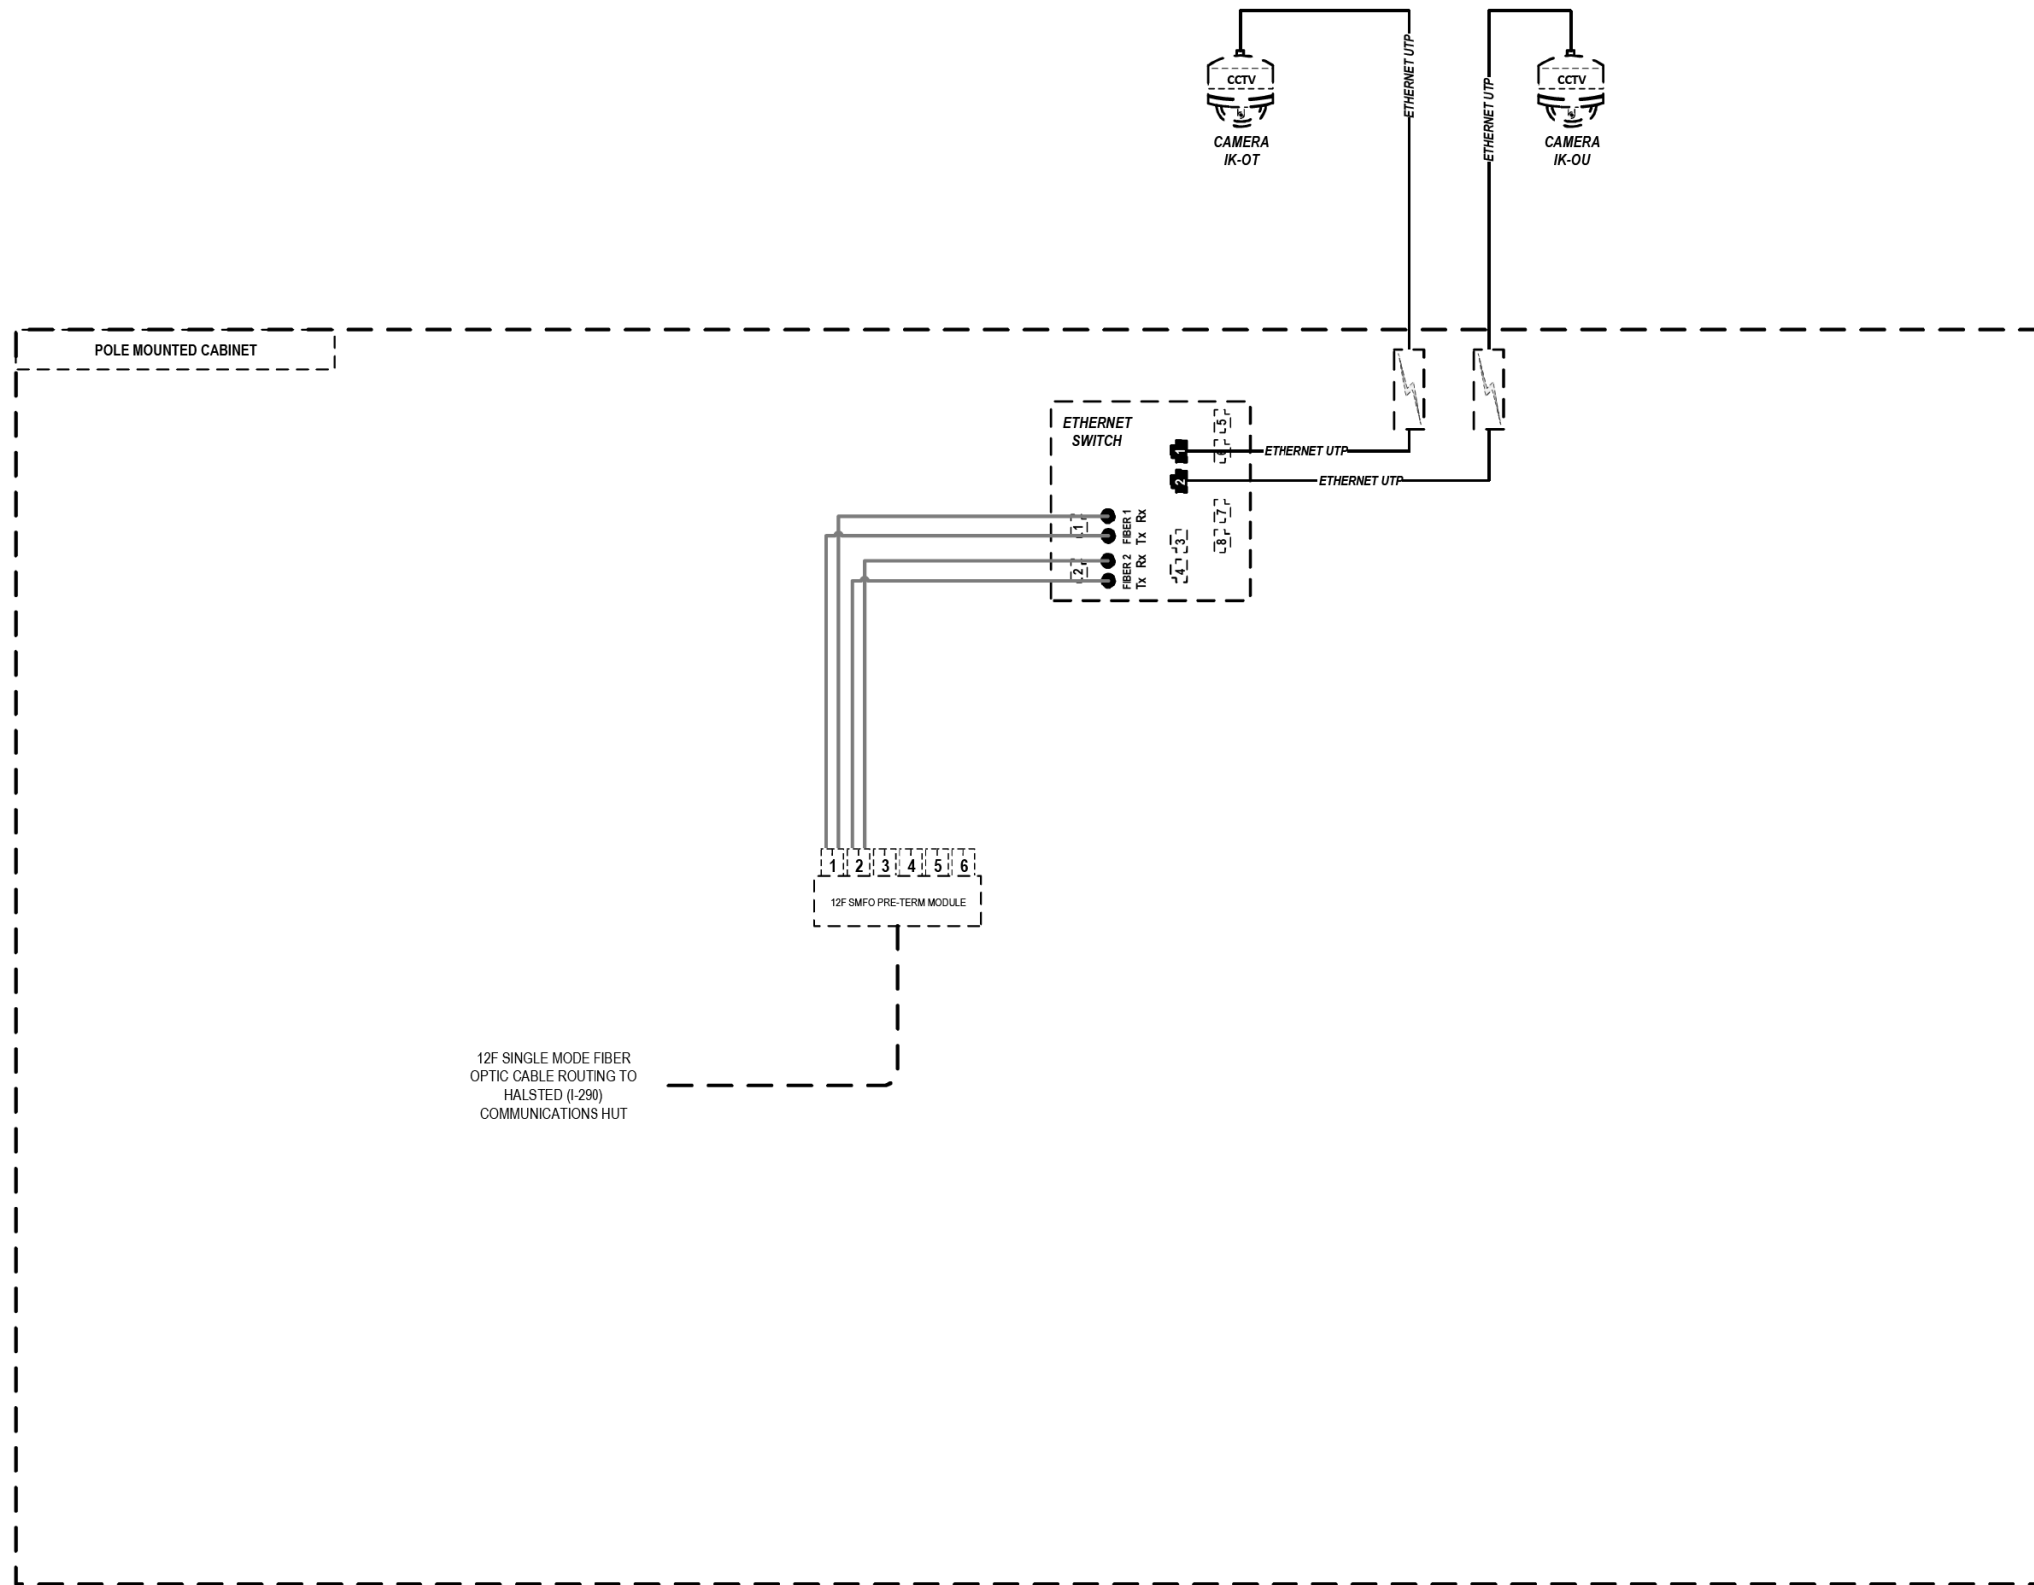 CCTV
CAMERA
IK-OT
ETHERNET UTP
ETHERNET UTP
CCTV
CAMERA
IK-OU
POLE MOUNTED CABINET
ETHERNET
SWITCH
1
2
5
6
7
8
3
4
ETHERNET UTP
ETHERNET UTP
1
FIBER 1
Rx
Tx
2
FIBER 2
Rx
Tx
1 2 3 4 5 6
12F SMFO PRE-TERM MODULE
12F SINGLE MODE FIBER
OPTIC CABLE ROUTING TO
HALSTED (I-290)
COMMUNICATIONS HUT